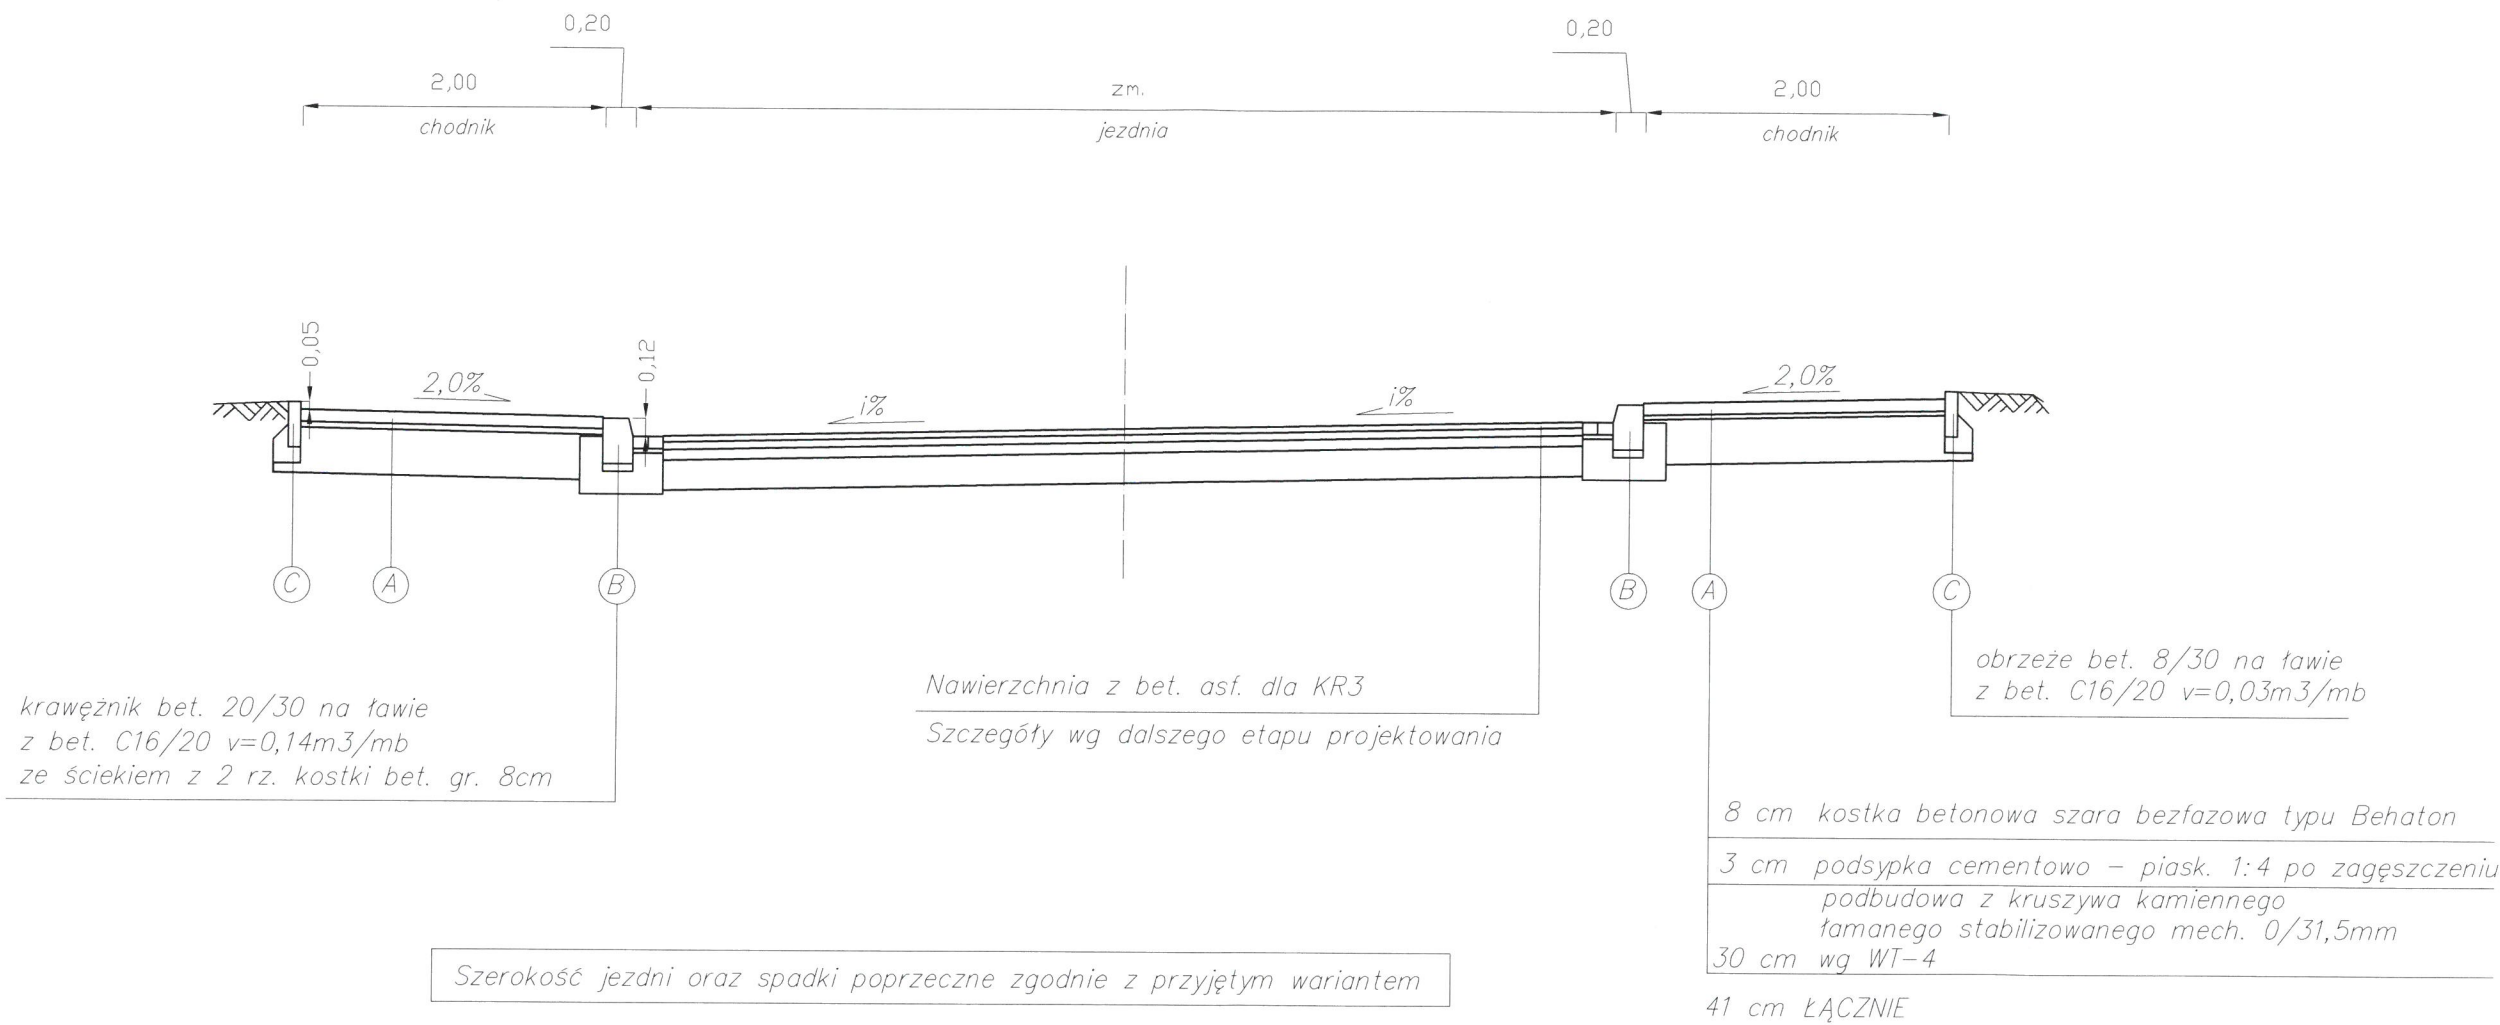 0,20
0,20
2,00
zm.
2,00
chodnik
jezdnia
chodnik
0,05
0,12
2,0%
i%
i%
2,0%
C
A
B
B
A
C
krawężnik bet. 20/30 na ławie
z bet. C16/20 v=0,14m3/mb
ze ściekiem z 2 rz. kostki bet. gr. 8cm
Nawierzchnia z bet. asf. dla KR3
Szczegóły wg dalszego etapu projektowania
obrzeże bet. 8/30 na ławie
z bet. C16/20 v=0,03m3/mb
8 cm kostka betonowa szara bezfazowa typu Behaton
3 cm podsypka cementowo – piask. 1:4 po zagęszczeniu
podbudowa z kruszywa kamiennego
łamanego stabilizowanego mech. 0/31,5mm
30 cm wg WT–4
41 cm ŁĄCZNIE
Szerokość jezdni oraz spadki poprzeczne zgodnie z przyjętym wariantem